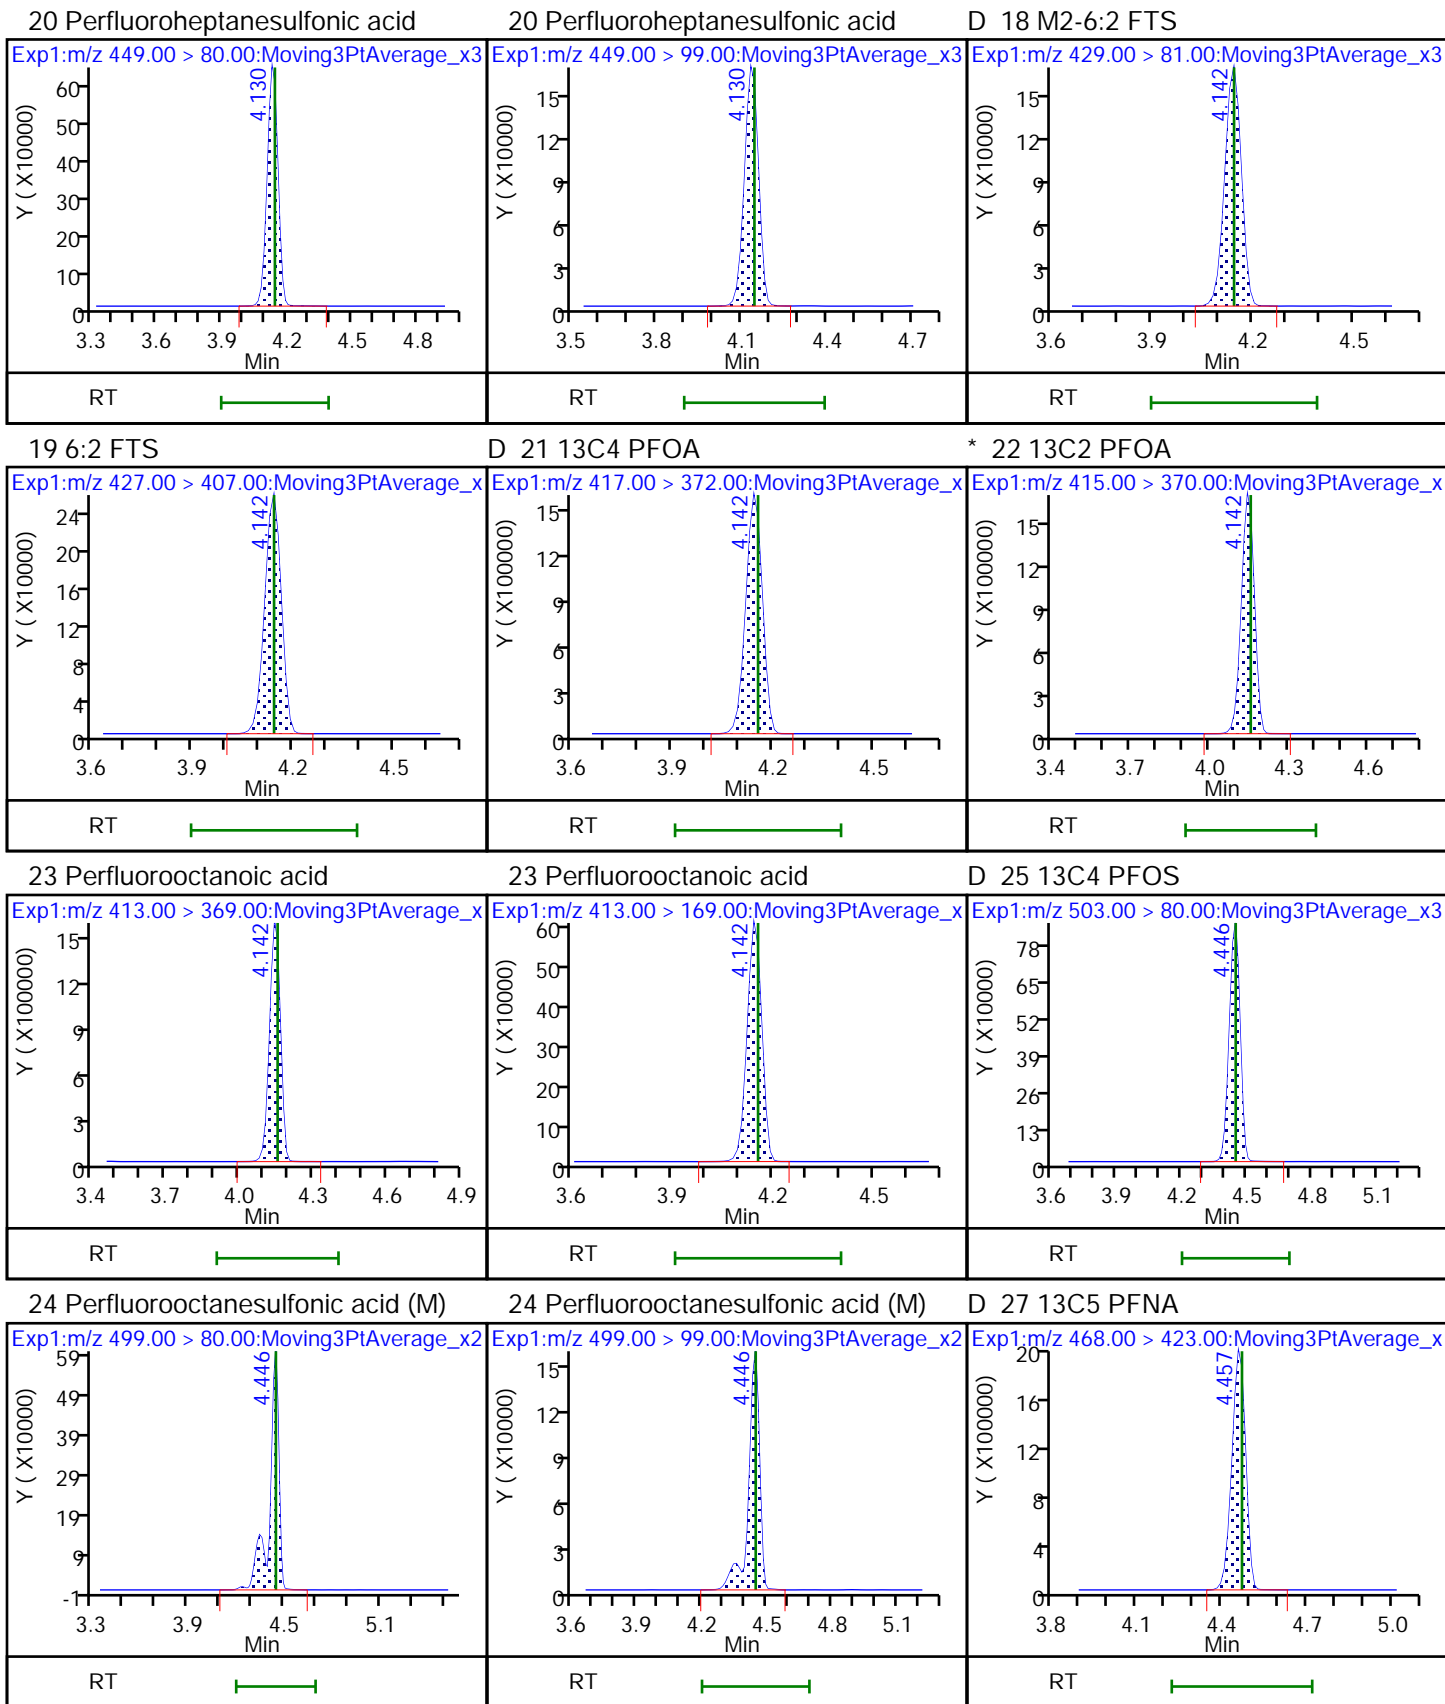 20 Perfluoroheptanesulfonic acid
20 Perfluoroheptanesulfonic acid
D 18 M2-6:2 FTS
Exp1:m/z 449.00 > 80.00:Moving3PtAverage_x3
Exp1:m/z 449.00 > 99.00:Moving3PtAverage_x3
Exp1:m/z 429.00 > 81.00:Moving3PtAverage_x3
4.130
4.130
4.142
Y ( X10000)
60
50
40
30
20
10
0
Y ( X10000)
15
12
9
6
3
0
Y ( X10000)
15
12
9
6
3
0
3.3 3.6 3.9 4.2 4.5 4.8
3.5 3.8 4.1 4.4 4.7
3.6 3.9 4.2 4.5
Min
Min
Min
RT
RT
RT
19 6:2 FTS
D 21 13C4 PFOA
* 22 13C2 PFOA
Exp1:m/z 427.00 > 407.00:Moving3PtAverage_x
Exp1:m/z 417.00 > 372.00:Moving3PtAverage_x
Exp1:m/z 415.00 > 370.00:Moving3PtAverage_x
4.142
4.142
4.142
Y ( X10000)
24
20
16
12
8
4
0
Y ( X100000)
15
12
9
6
3
0
Y ( X100000)
15
12
9
6
3
0
3.6 3.9 4.2 4.5
3.6 3.9 4.2 4.5
3.4 3.7 4.0 4.3 4.6
Min
Min
Min
RT
RT
RT
23 Perfluorooctanoic acid
23 Perfluorooctanoic acid
D 25 13C4 PFOS
Exp1:m/z 413.00 > 369.00:Moving3PtAverage_x
Exp1:m/z 413.00 > 169.00:Moving3PtAverage_x
Exp1:m/z 503.00 > 80.00:Moving3PtAverage_x3
4.142
4.142
4.446
Y ( X100000)
15
12
9
6
3
0
Y ( X10000)
60
50
40
30
20
10
0
Y ( X10000)
78
65
52
39
26
13
0
3.4 3.7 4.0 4.3 4.6 4.9
3.6 3.9 4.2 4.5
3.6 3.9 4.2 4.5 4.8 5.1
Min
Min
Min
RT
RT
RT
24 Perfluorooctanesulfonic acid (M)
24 Perfluorooctanesulfonic acid (M)
D 27 13C5 PFNA
Exp1:m/z 499.00 > 80.00:Moving3PtAverage_x2
Exp1:m/z 499.00 > 99.00:Moving3PtAverage_x2
Exp1:m/z 468.00 > 423.00:Moving3PtAverage_x
4.446
4.446
4.457
Y ( X10000)
59
49
39
29
19
9
-1
Y ( X10000)
15
12
9
6
3
0
Y ( X100000)
20
16
12
8
4
0
3.3 3.9 4.5 5.1
3.6 3.9 4.2 4.5 4.8 5.1
3.8 4.1 4.4 4.7 5.0
Min
Min
Min
RT
RT
RT